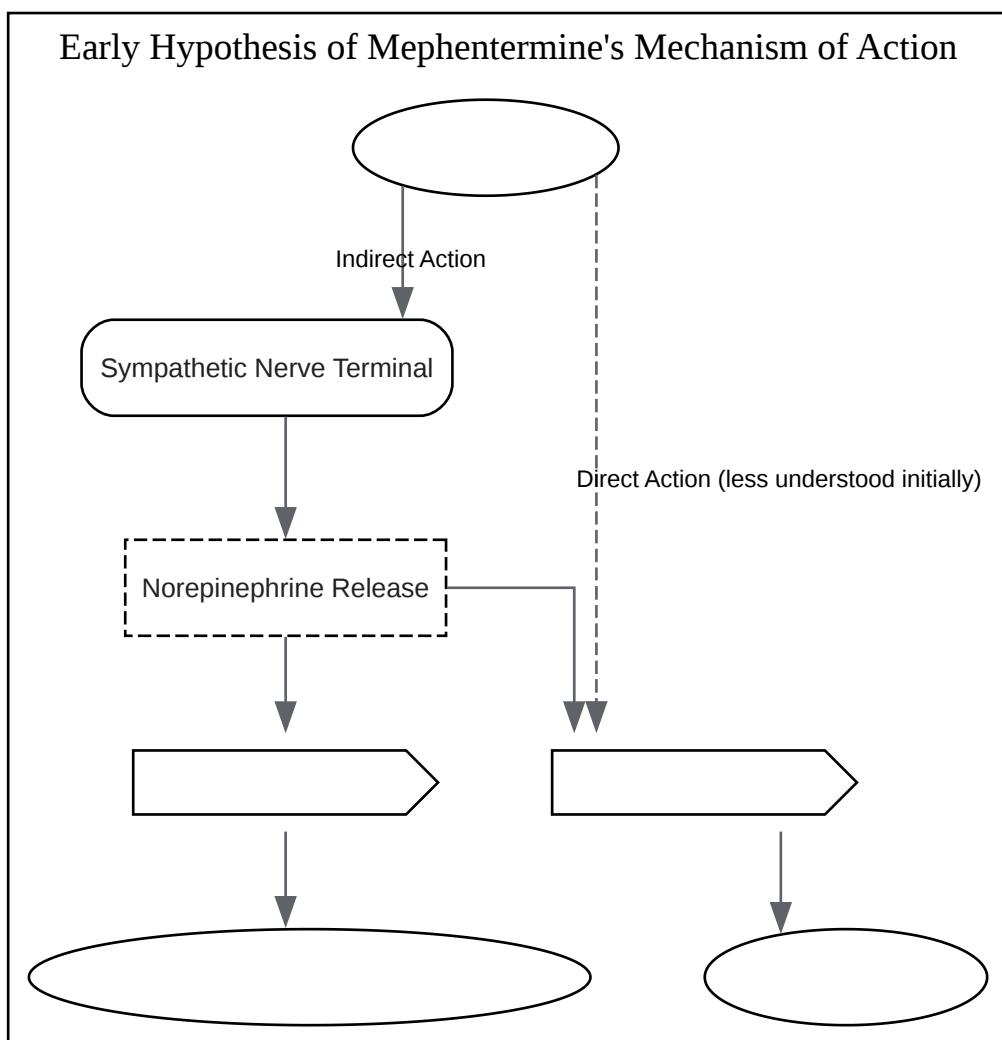 Early Hypothesis of Mephentermine's Mechanism of Action
Indirect Action
Sympathetic Nerve Terminal
Direct Action (less understood initially)
Norepinephrine Release